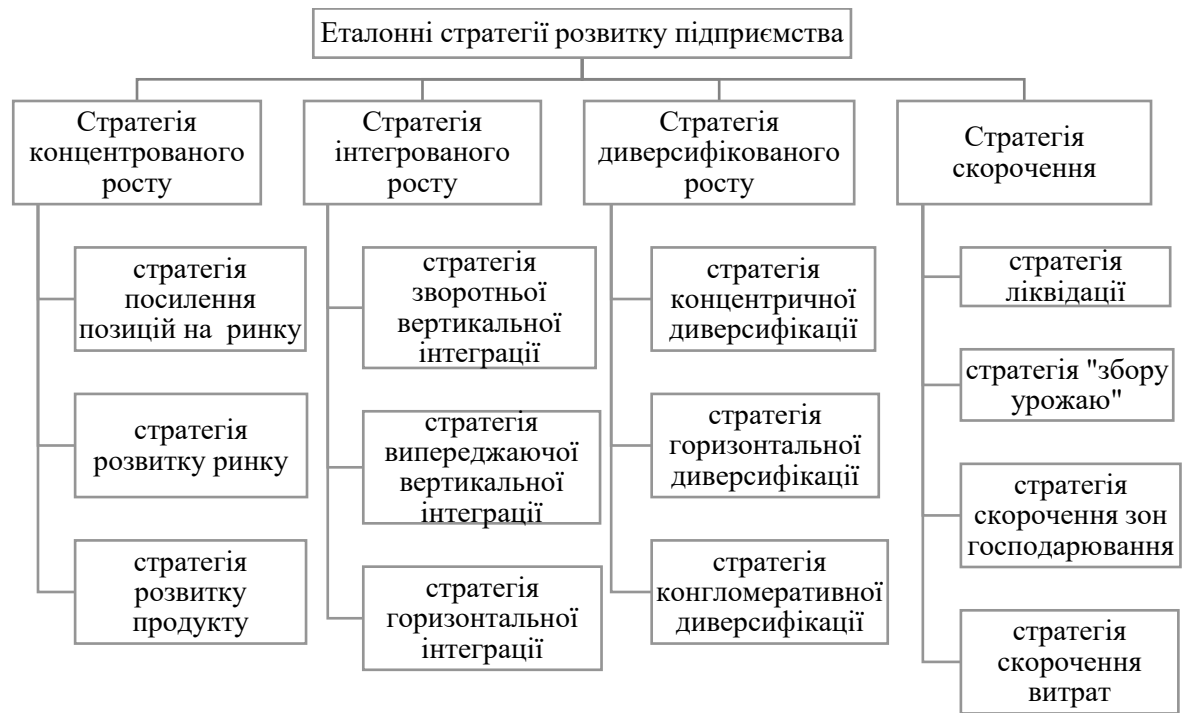 Еталонні стратегії розвитку підприємства
Стратегія
концентрованого
росту
стратегія
посилення
позицій на ринку
стратегія
розвитку ринку
стратегія
розвитку
продукту
Стратегія
інтегрованого
росту
стратегія
зворотньої
вертикальної
інтеграції
стратегія
випереджаючої
вертикальної
інтеграції
стратегія
горизонтальної
інтеграції
Стратегія
диверсифікованого
росту
стратегія
концентричної
диверсифікації
стратегія
горизонтальної
диверсифікації
стратегія
конгломеративної
диверсифікації
Стратегія
скорочення
стратегія
ліквідації
стратегія "збору
урожаю"
стратегія
скорочення зон
господарювання
стратегія
скорочення
витрат